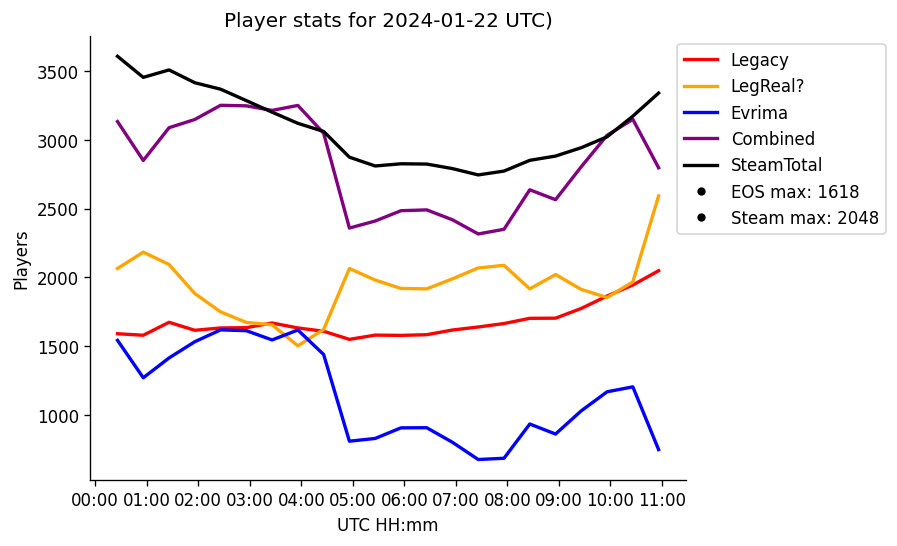 Player stats for 2024-01-22 UTC)
3500
3000
2500
2000
1500
1000
Players
00:00 01:00 02:00 03:00 04:00 05:00 06:00 07:00 08:00 09:00 10:00 11:00
UTC HH:mm
Legacy
LegReal?
Evrima
Combined
SteamTotal
EOS max: 1618
Steam max: 2048